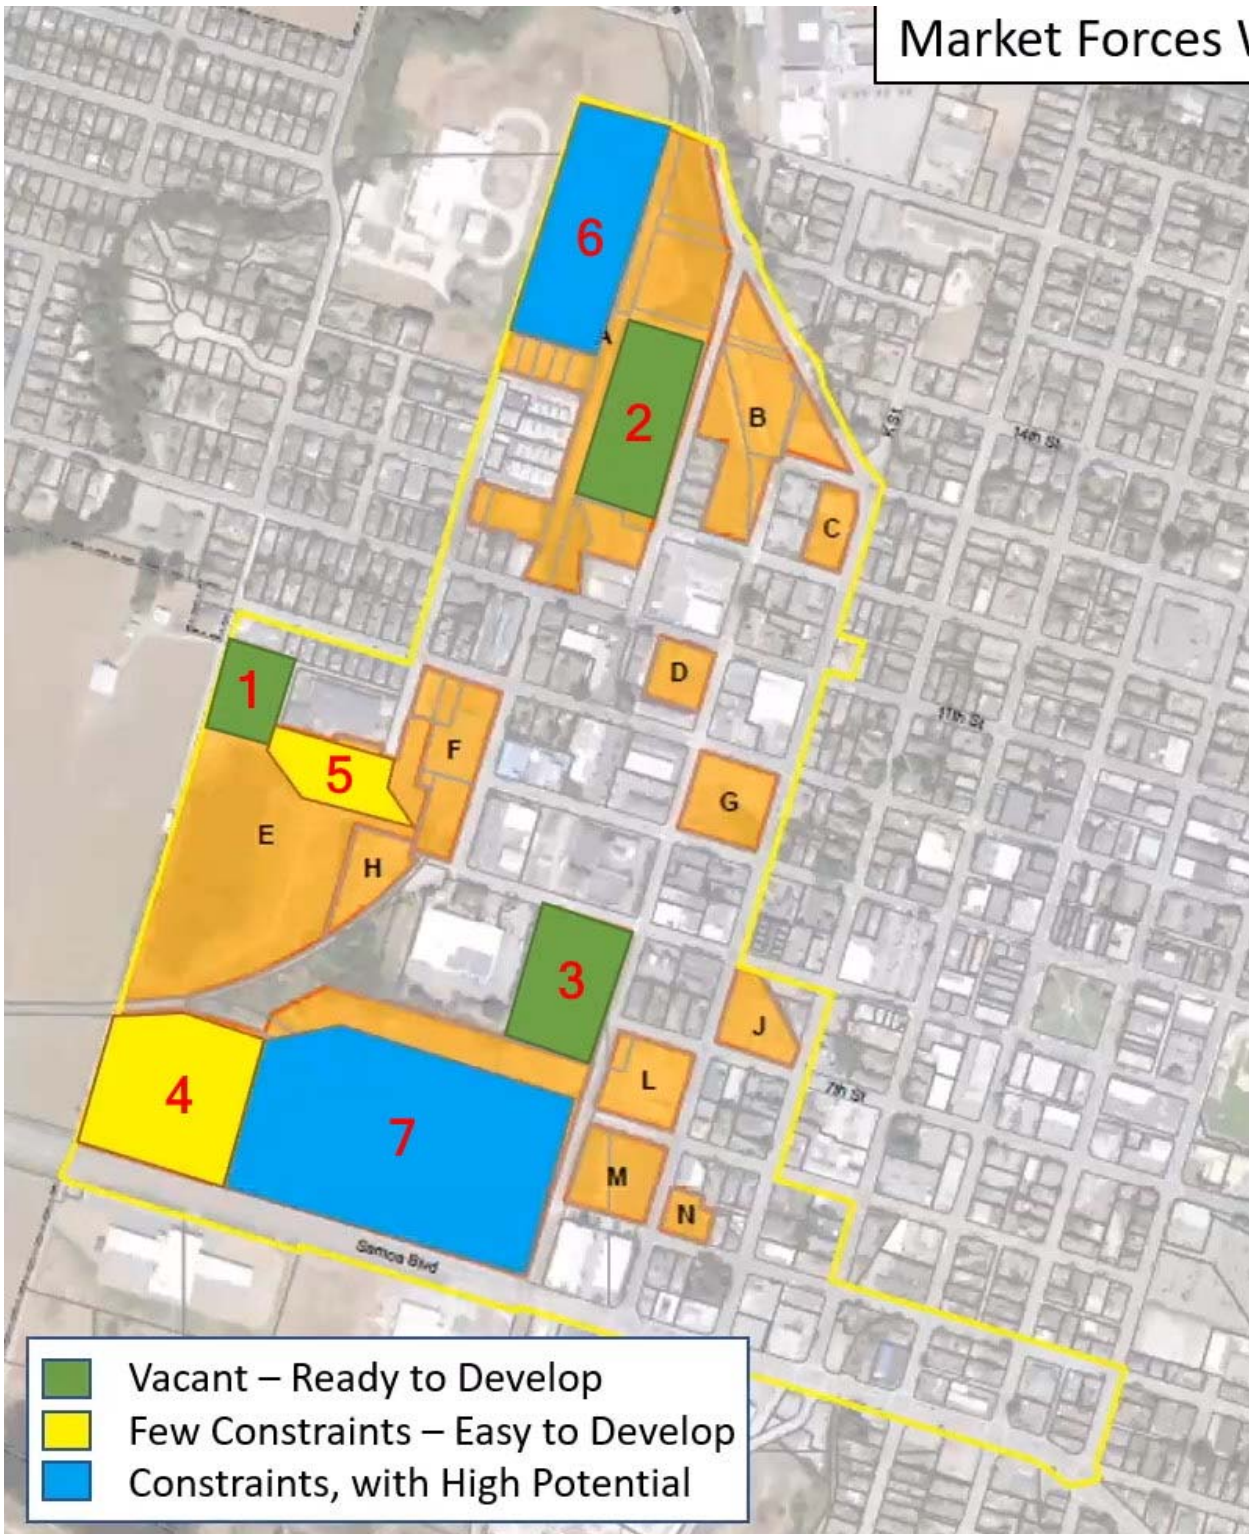 Market Forces W
6
A
2
B
K St
14th St
C
D
11th St
1
5
F
G
E
H
3
J
L
7th St
4
7
M
N
Samoa Blvd
Vacant – Ready to Develop
Few Constraints – Easy to Develop
Constraints, with High Potential